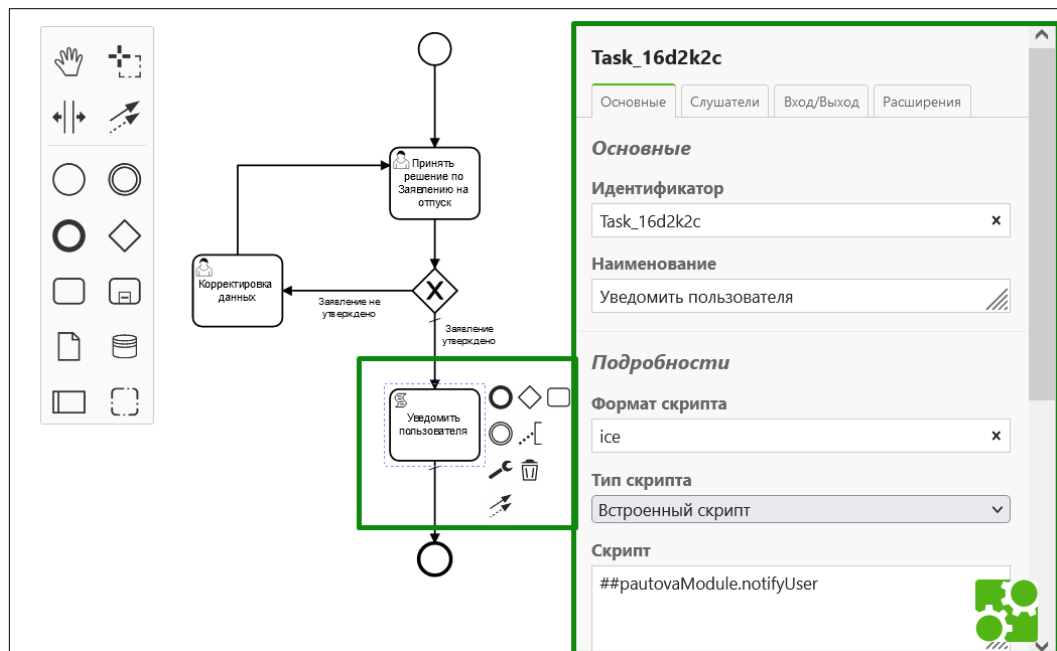 Принять
решение по
Заявлению на
отпуск
Корректировка
данных
Заявление не
утверждено
Заявление
утверждено
Уведомить
пользователя
Task_16d2k2c
Основные
Слушатели
Вход/Выход
Расширения
Основные
Идентификатор
Task_16d2k2c
Наименование
Уведомить пользователя
Подробности
Формат скрипта
ice
Тип скрипта
Встроенный скрипт
Скрипт
##pautovaModule.notifyUser